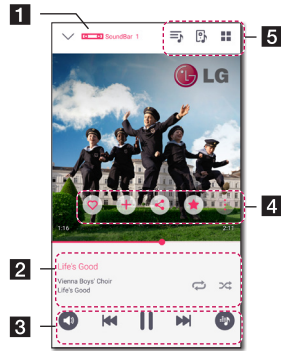 1
SoundBar 1
5
LG
4
1:16
2:11
2
Life's Good
Vienna Boys' Choir
Life's Good
3